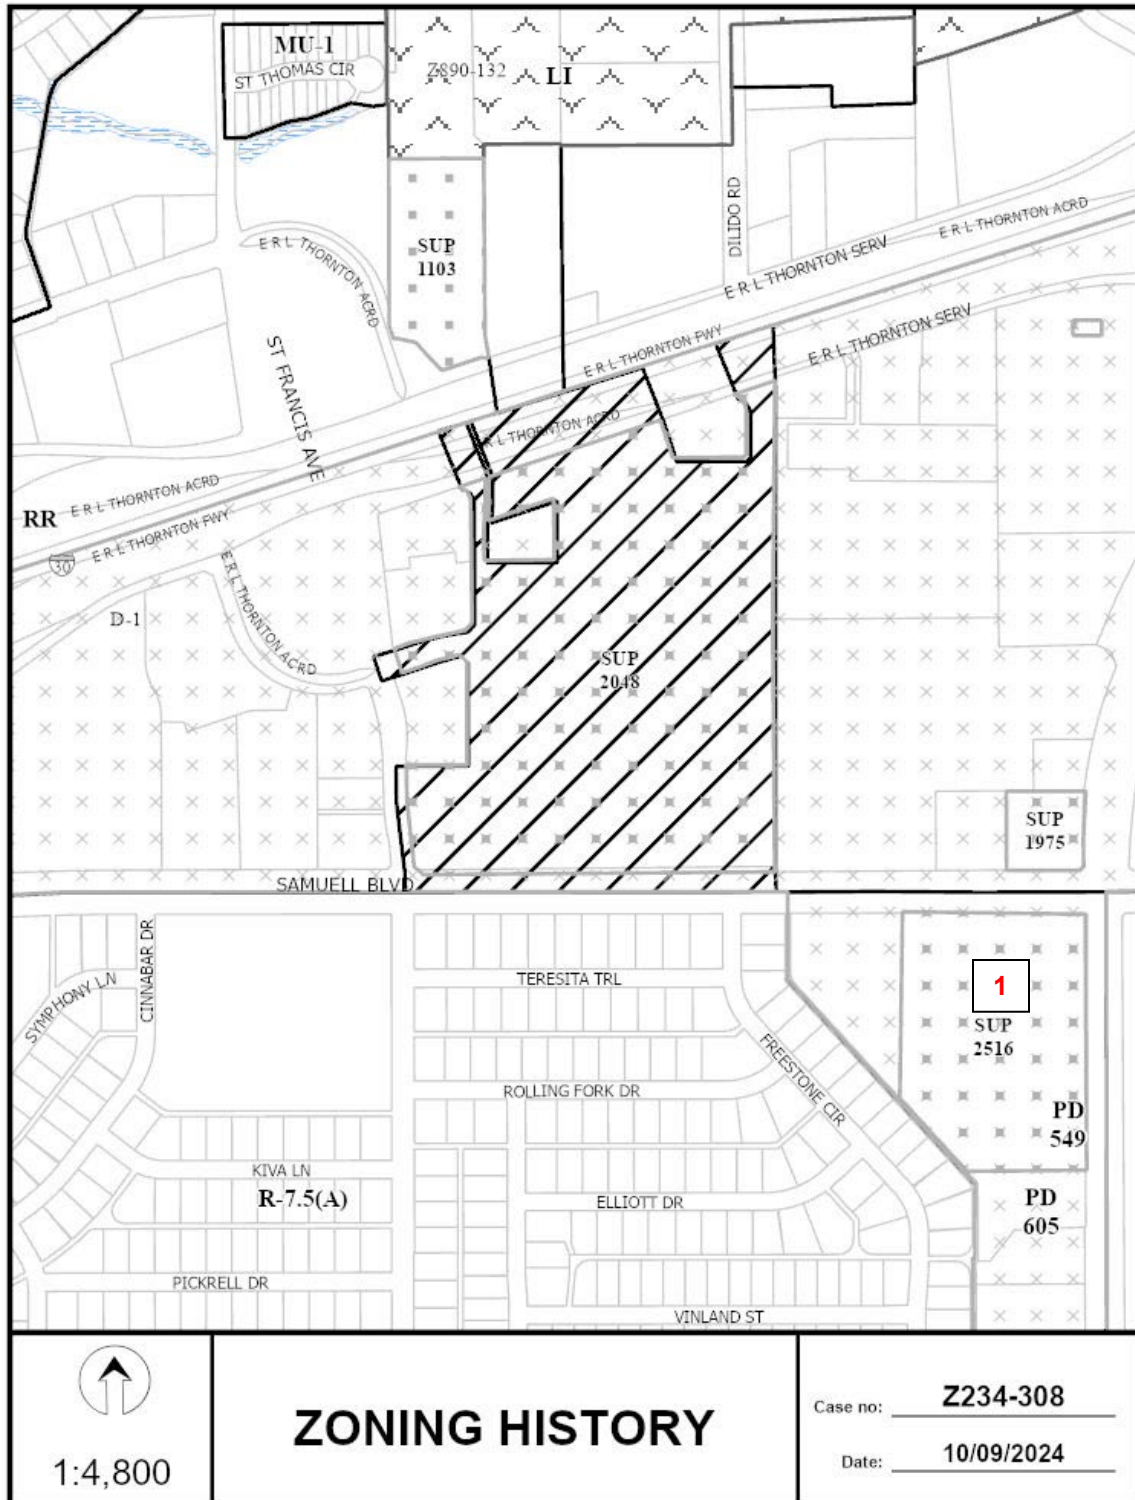 MU-1
ST THOMAS CIR
Z890-132
LI
SUP
1103
DILIDO RD
E R L THORNTON ACRD
E R L THORNTON SERV
E R L THORNTON ACRD
E R L THORNTON SERV
E R L THORNTON FWY
ST FRANCIS AVE
R L THORNTON ACRD
E R L THORNTON ACRD
RR
E R L THORNTON FWY
30
E R L THORNTON ACRD
D-1
SUP
2048
SUP
1975
SAMUELL BLVD
CINNABAR DR
SYMPHONY LN
TERESITA TRL
1
SUP
2516
FREESTONE CIR
ROLLING FORK DR
PD
549
KIVA LN
R-7.5(A)
ELLIOTT DR
PD
605
PICKRELL DR
VINLAND ST
1:4,800
ZONING HISTORY
Case no: Z234-308
Date: 10/09/2024